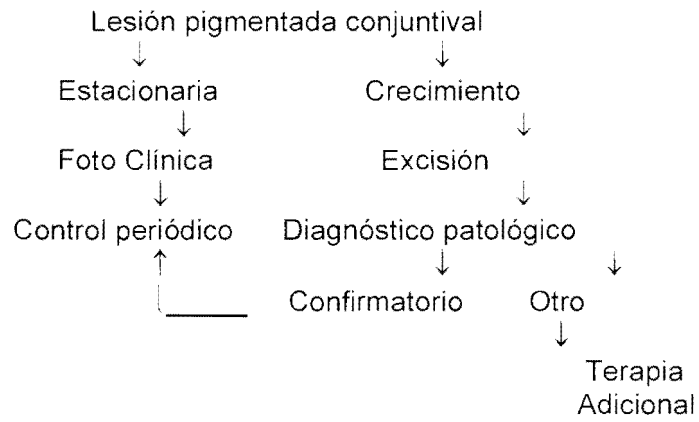 Lesión pigmentada conjuntival
Estacionaria Crecimiento
Foto Clínica Excisión
Control periódico Diagnóstico patológico
Confirmatorio Otro
Terapia
Adicional